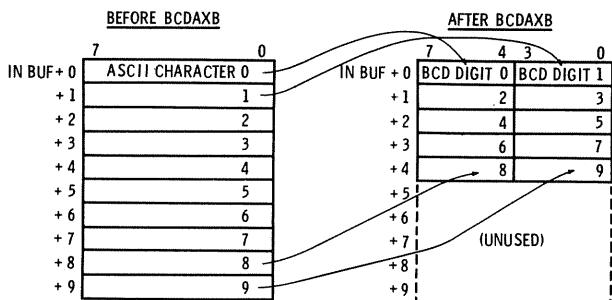 BEFORE BCDAXB
7 0
IN BUF + 0 ASCII CHARACTER 0
+ 1 1
+ 2 2
+ 3 3
+ 4 4
+ 5 5
+ 6 6
+ 7 7
+ 8 8
+ 9 9
AFTER BCDAXB
7 4 3 0
IN BUF + 0 BCD DIGIT 0 BCD DIGIT 1
+ 1 2 3
+ 2 4 5
+ 3 6 7
+ 4 8 9
+ 5
+ 6
+ 7 (UNUSED)
+ 8
+ 9